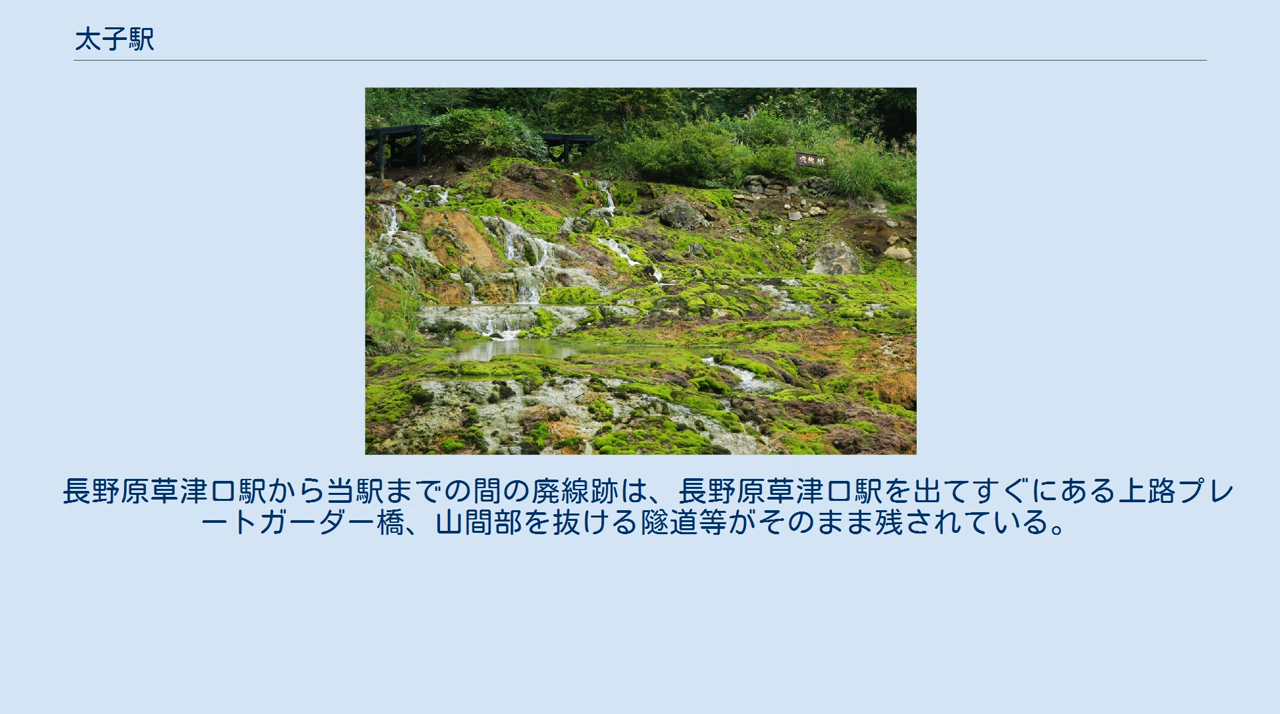 太子駅
長野原草津口駅から当駅までの間の廃線跡は、長野原草津口駅を出てすぐにある上路プレ
ートガーダー橋、山間部を抜ける隧道等がそのまま残されている。